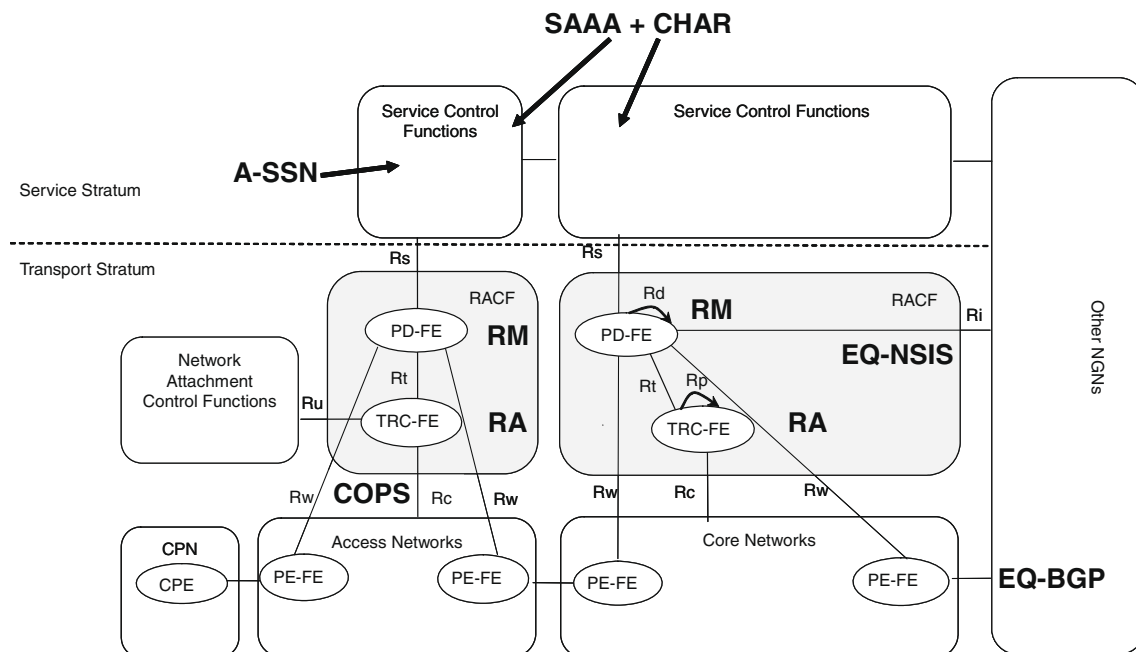 SAAA + CHAR
Service Control
Functions
Service Control Functions
A-SSN
Service Stratum
Rs
Rs
Transport Stratum
RACF
RACF
Rd
RM
PD-FE
RM
PD-FE
Ri
EQ-NSIS
Other NGNs
Network
Attachment
Control Functions
Rt
Rt
Rp
Ru
TRC-FE
RA
TRC-FE
RA
Rw
COPS
Rc
Rw
Rw
Rc
Rw
CPN
Access Networks
Core Networks
CPE
PE-FE
PE-FE
PE-FE
PE-FE
EQ-BGP